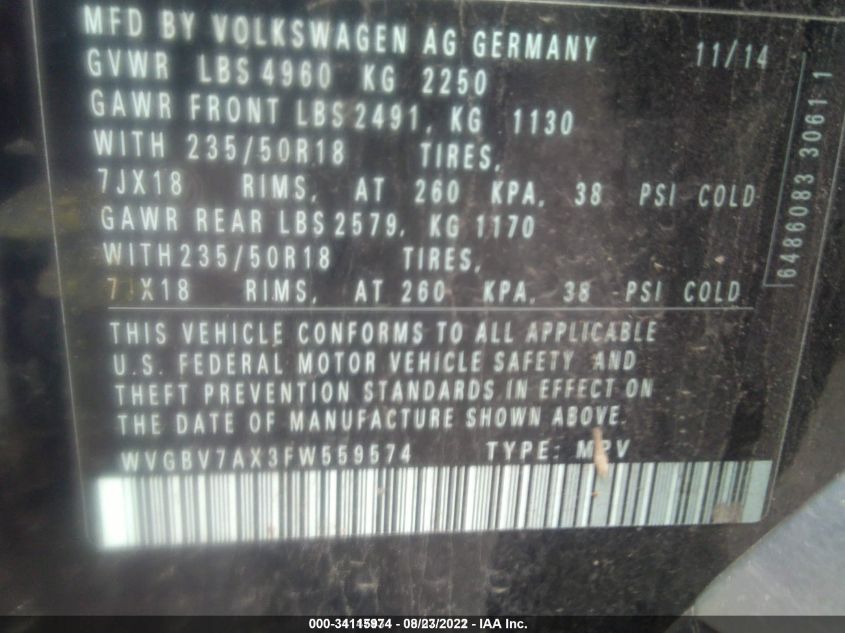 MFD BY VOLKSWAGEN AG GERMANY 11/14
GVWR LBS 4960 KG 2250
GAWR FRONT LBS 2491, KG 1130
WITH 235/50R18 TIRES,
7JX18 RIMS, AT 260 KPA, 38 PSI COLD
GAWR REAR LBS 2579, KG 1170
WITH 235/50R18 TIRES,
7JX18 RIMS, AT 260 KPA, 38 PSI COLD
THIS VEHICLE CONFORMS TO ALL APPLICABLE
U.S. FEDERAL MOTOR VEHICLE SAFETY AND
THEFT PREVENTION STANDARDS IN EFFECT ON
THE DATE OF MANUFACTURE SHOWN ABOVE.
WVGBV7AX3FW559574 TYPE: MPV
6486083 3061 1
000-34115974 - 08/23/2022 - IAA Inc.